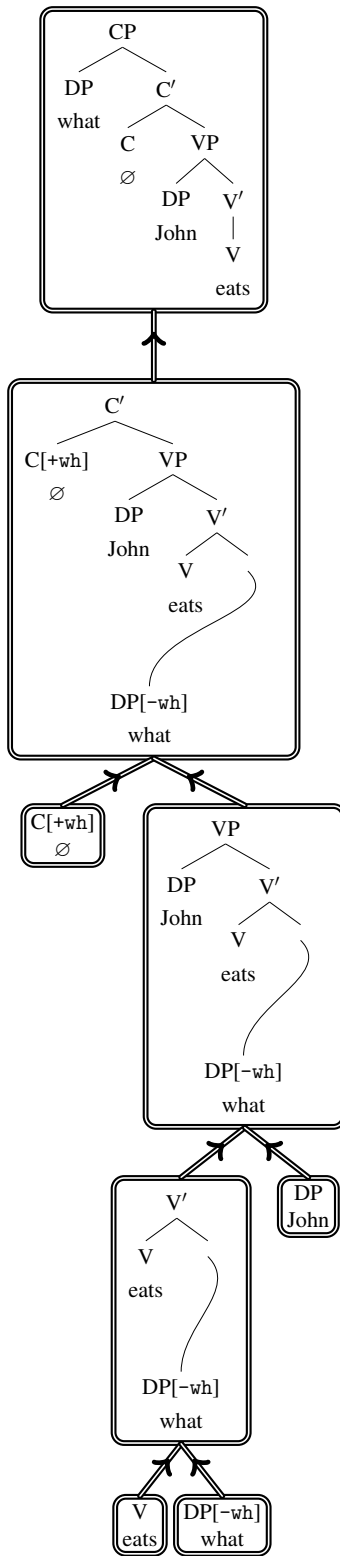 CP
DP C′
what
C VP
∅
DP V′
John
V
eats
C′
C[+wh] VP
∅
DP V′
John
V
eats
DP[-wh]
what
C[+wh]
∅
VP
DP V′
John
V
eats
DP[-wh]
what
V′
V
eats
DP[-wh]
what
DP
John
V
eats
DP[-wh]
what